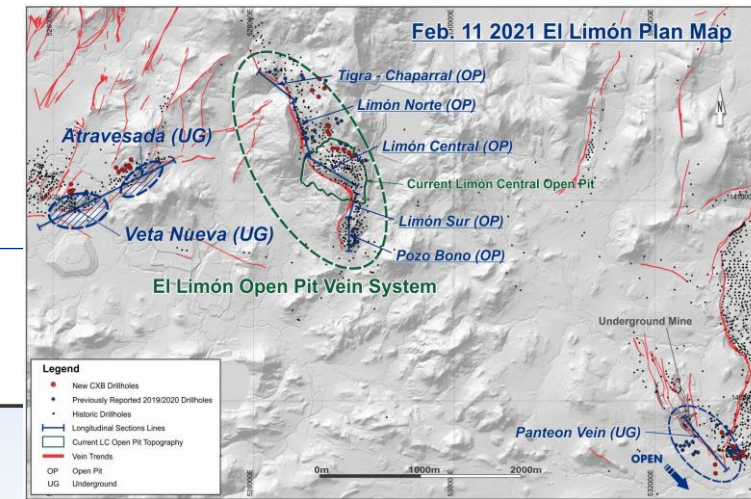 Feb. 11 2021 El Limón Plan Map
Tigra - Chaparral (OP)
Limón Norte (OP)
Atravesada (UG)
Limón Central (OP)
Current Limón Central Open Pit
Limón Sur (OP)
Veta Nueva (UG)
Pozo Bono (OP)
El Limón Open Pit Vein System
N
Underground Mine
Panteon Vein (UG)
OPEN
Legend
New CXB Drillholes
Previously Reported 2019/2020 Drillholes
Historic Drillholes
Longitudinal Sections Lines
Current LC Open Pit Topography
Vein Trends
OP Open Pit
UG Underground
0m 1000m 2000m